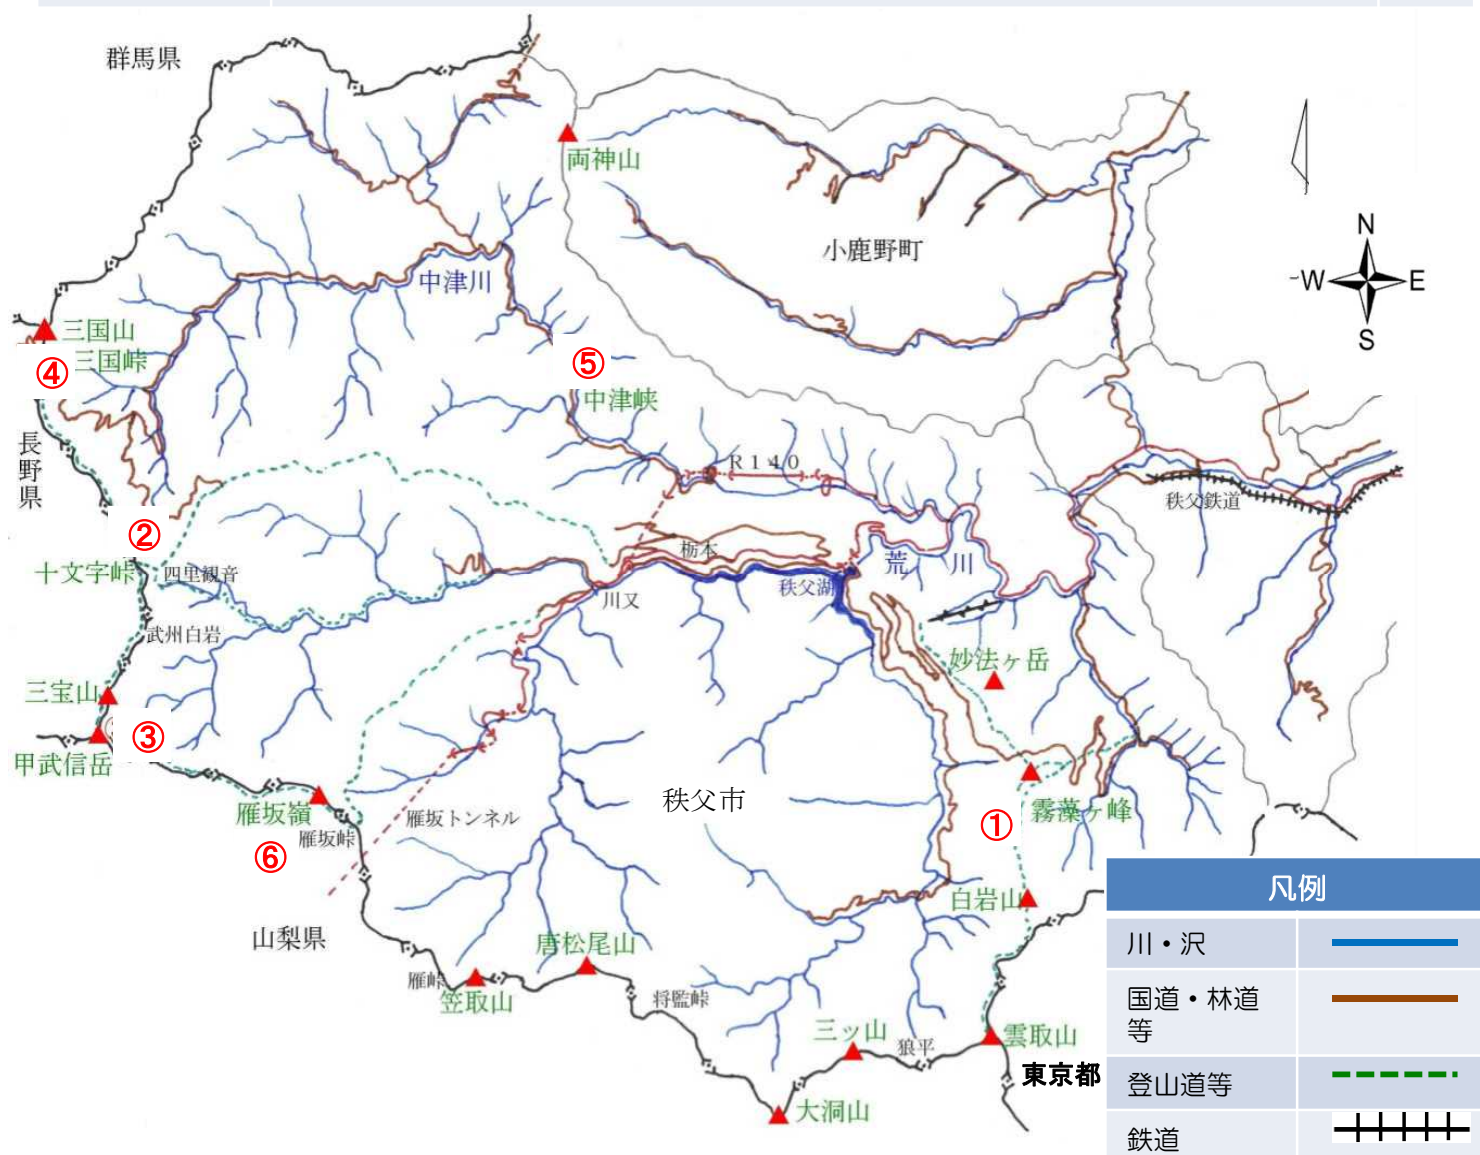 群馬県
両神山
N
小鹿野町
W
E
S
中津川
三国山
三国峠
④
⑤
中津峡
長野県
R140
秩父鉄道
②
栃本
荒川
十文字峠
四里観音
秩父湖
川又
武州白岩
妙法ヶ岳
三宝山
③
甲武信岳
秩父市
雁坂嶺
雁坂トンネル
霧藻ヶ峰
①
雁坂峠
⑥
凡例
白岩山
川・沢
山梨県
唐松尾山
雁峠
笠取山
将監峠
国道・林道
等
三ッ山
狼平
雲取山
東京都
登山道等
大洞山
鉄道